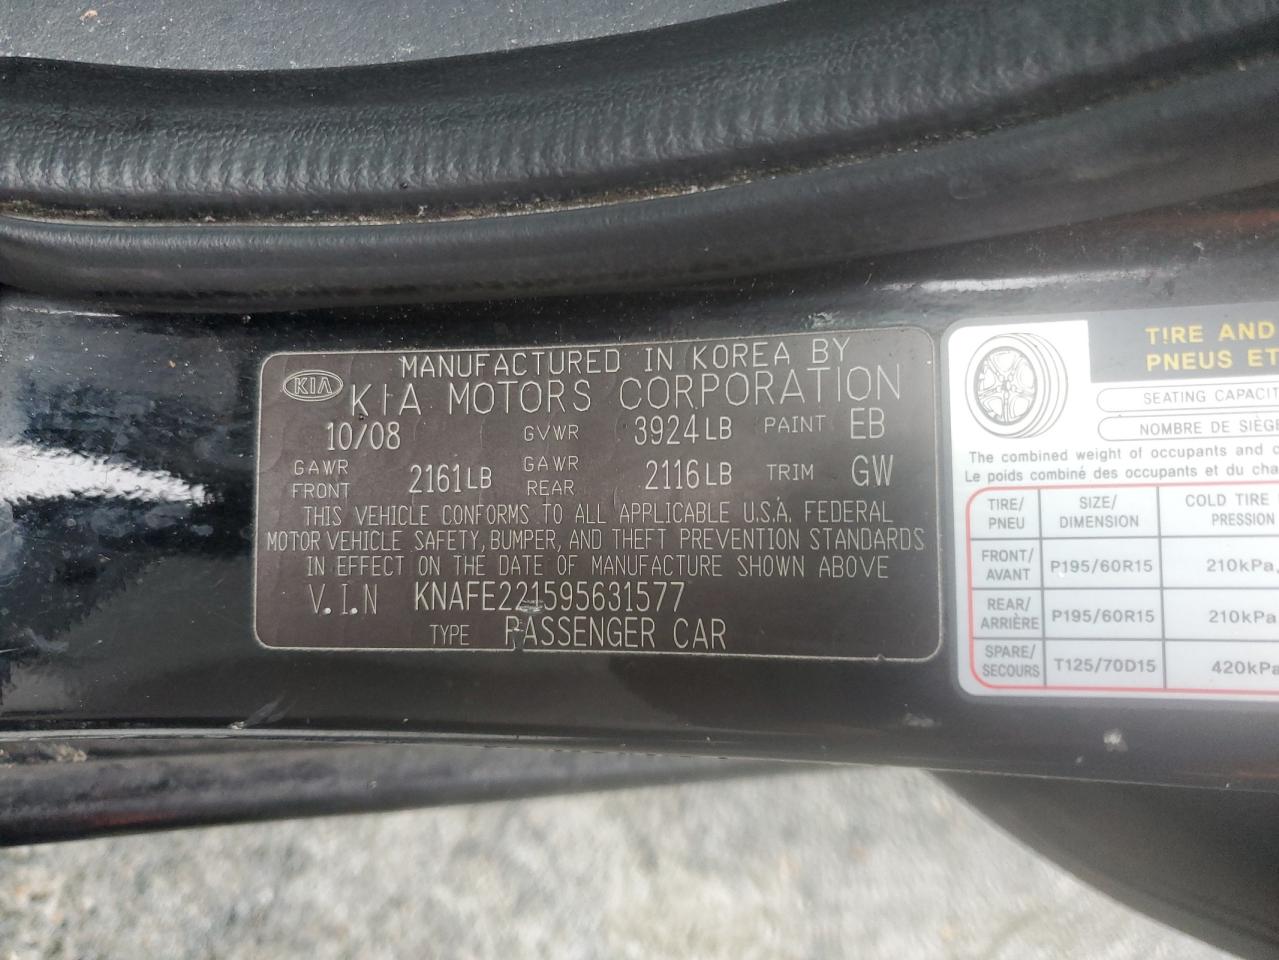 MANUFACTURED IN KOREA BY
KIA
KIA MOTORS CORPORATION
10/08 GVWR 3924LB PAINT EB
GAWR FRONT 2161LB GAWR REAR 2116LB TRIM GW
THIS VEHICLE CONFORMS TO ALL APPLICABLE U.S.A. FEDERAL
MOTOR VEHICLE SAFETY, BUMPER, AND THEFT PREVENTION STANDARDS
IN EFFECT ON THE DATE OF MANUFACTURE SHOWN ABOVE
V.I.N KNAFE221595631577
TYPE PASSENGER CAR
TIRE AND
PNEUS ET
SEATING CAPACIT
NOMBRE DE SIÈG
The combined weight of occupants and
Le poids combiné des occupants et du cha
TIRE/PNEU SIZE/DIMENSION COLD TIRE PRESSION
FRONT/AVANT P195/60R15 210kPa,
REAR/ARRIÈRE P195/60R15 210kPa
SPARE/SECOURS T125/70D15 420kPa